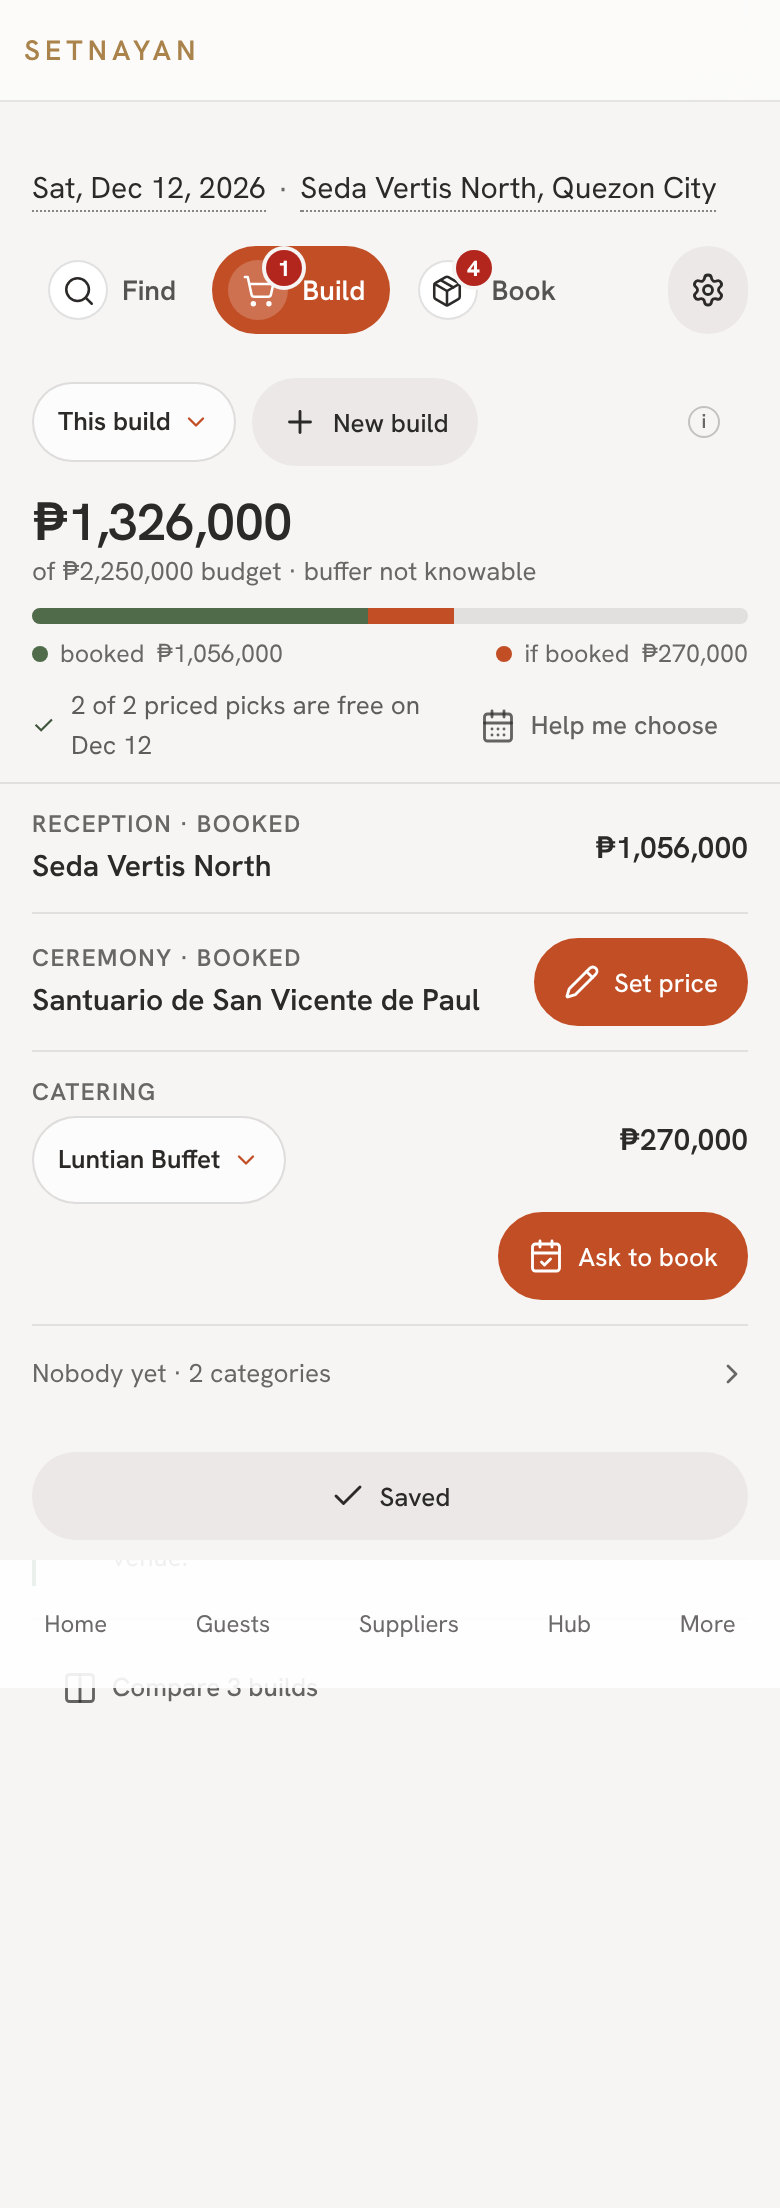 SETNAYAN
Sat, Dec 12, 2026 · Seda Vertis North, Quezon City
Find
1
Build
4
Book
This build
New build
i
₱1,326,000
of ₱2,250,000 budget · buffer not knowable
booked ₱1,056,000
if booked ₱270,000
2 of 2 priced picks are free on
Dec 12
Help me choose
RECEPTION · BOOKED
Seda Vertis North
₱1,056,000
CEREMONY · BOOKED
Santuario de San Vicente de Paul
Set price
CATERING
Luntian Buffet
₱270,000
Ask to book
Nobody yet · 2 categories
Saved
venue.
Home
Guests
Suppliers
Hub
More
Compare 3 builds